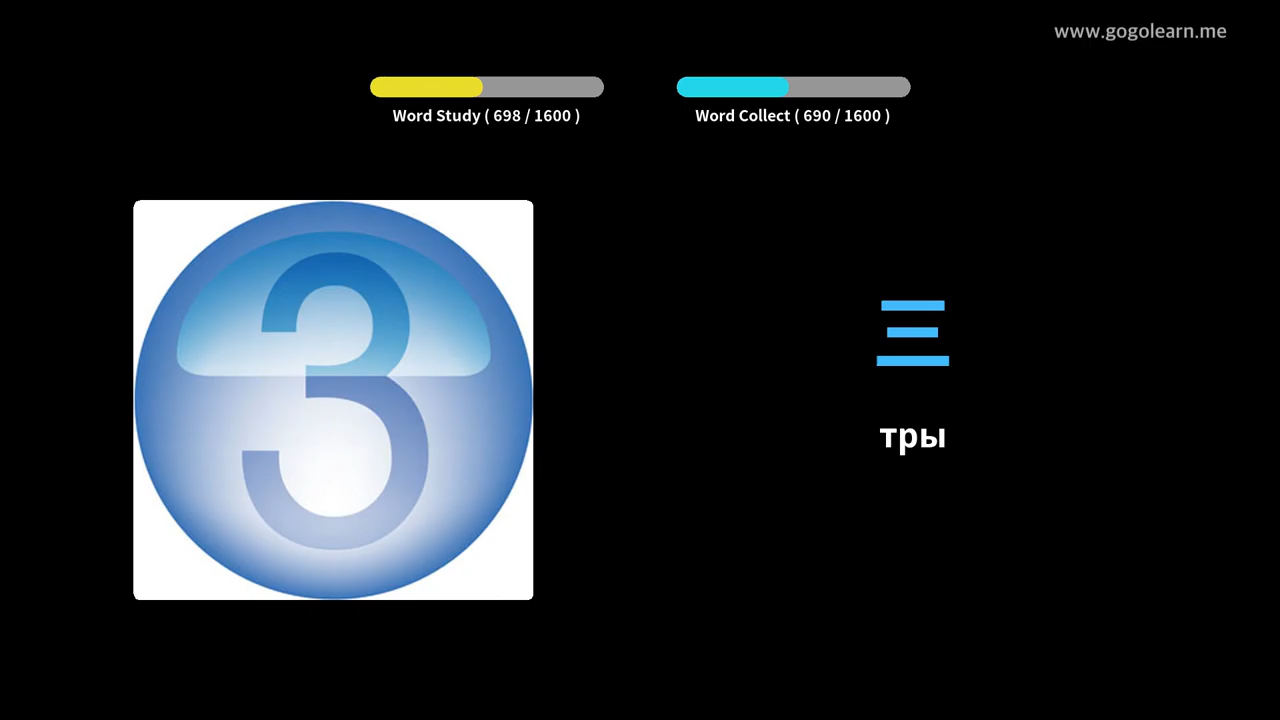 www.gogolearn.me
Word Study ( 698 / 1600 )
Word Collect ( 690 / 1600 )
3
三
тры